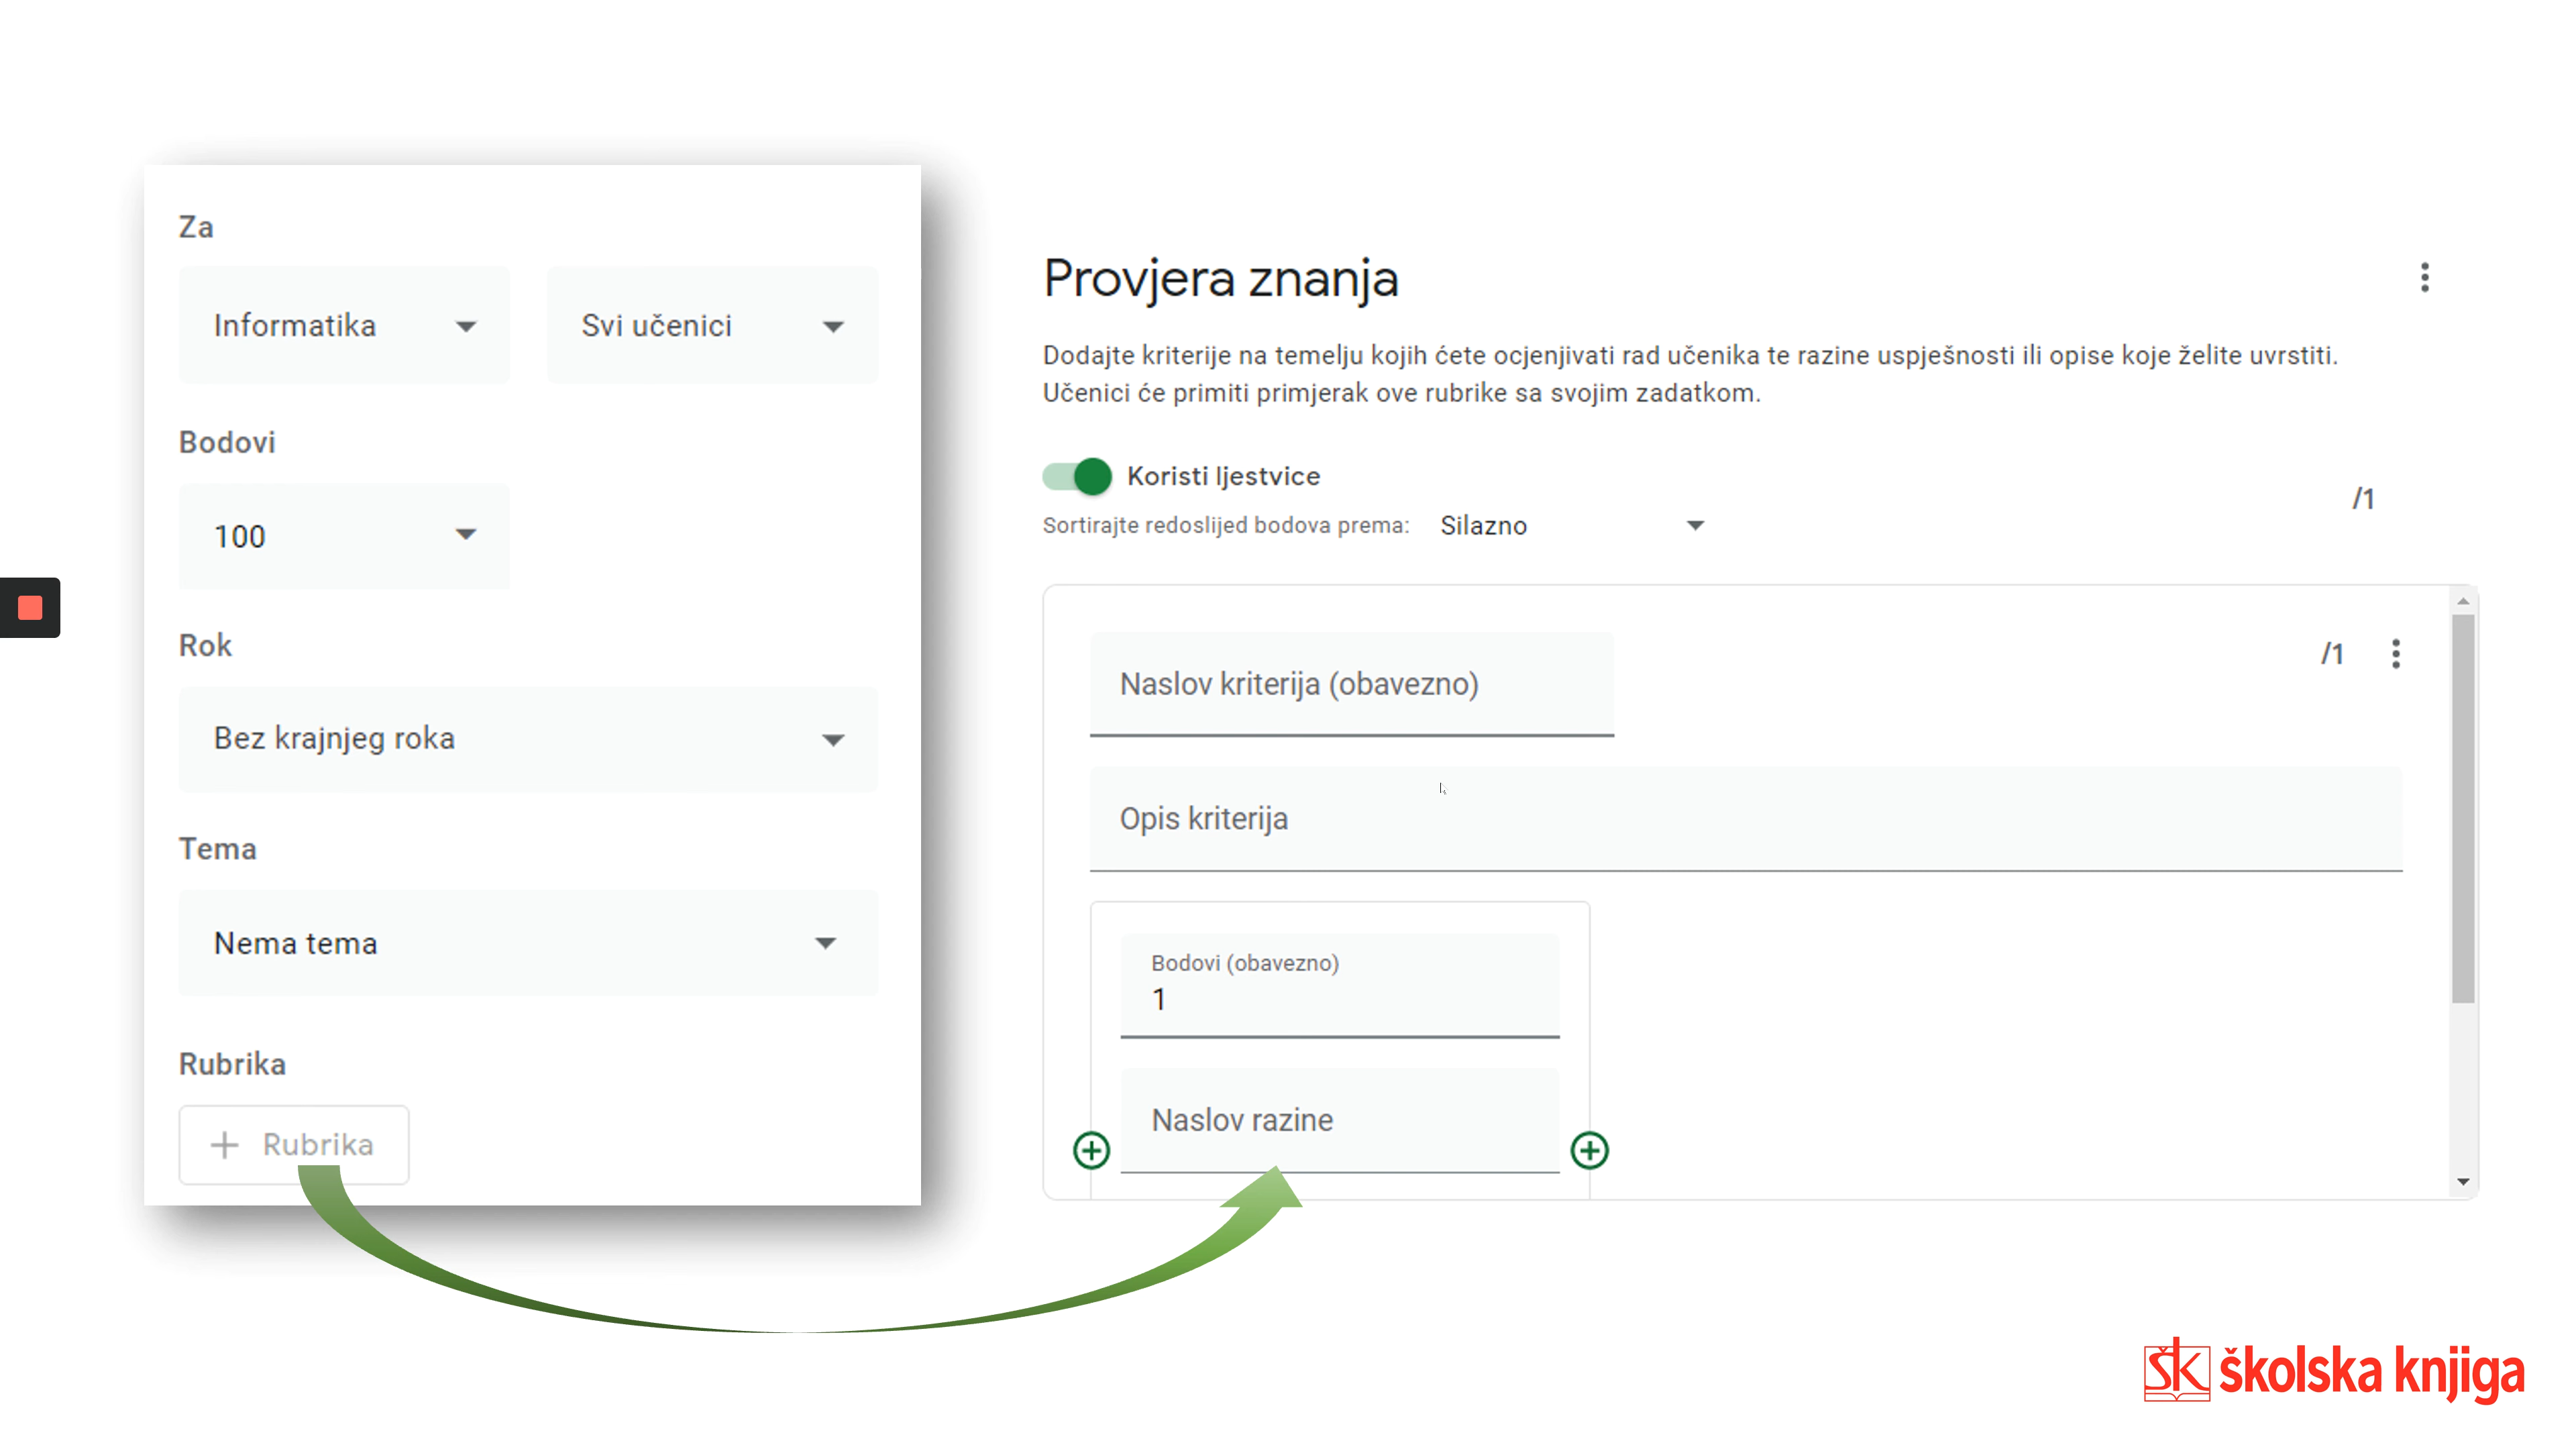 Za
Informatika
Svi učenici
Bodovi
100
Rok
Bez krajnjeg roka
Tema
Nema tema
Rubrika
Rubrika
Provjera znanja
Dodajte kriterije na temelju kojih ćete ocjenjivati rad učenika te razine uspješnosti ili opise koje želite uvrstiti.
Učenici će primiti primjerak ove rubrike sa svojim zadatkom.
Koristi ljestvice
/1
Sortirajte redoslijed bodova prema: Silazno
Naslov kriterija (obavezno)
/1
Opis kriterija
Bodovi (obavezno)
1
Naslov razine
ŠK školska knjiga